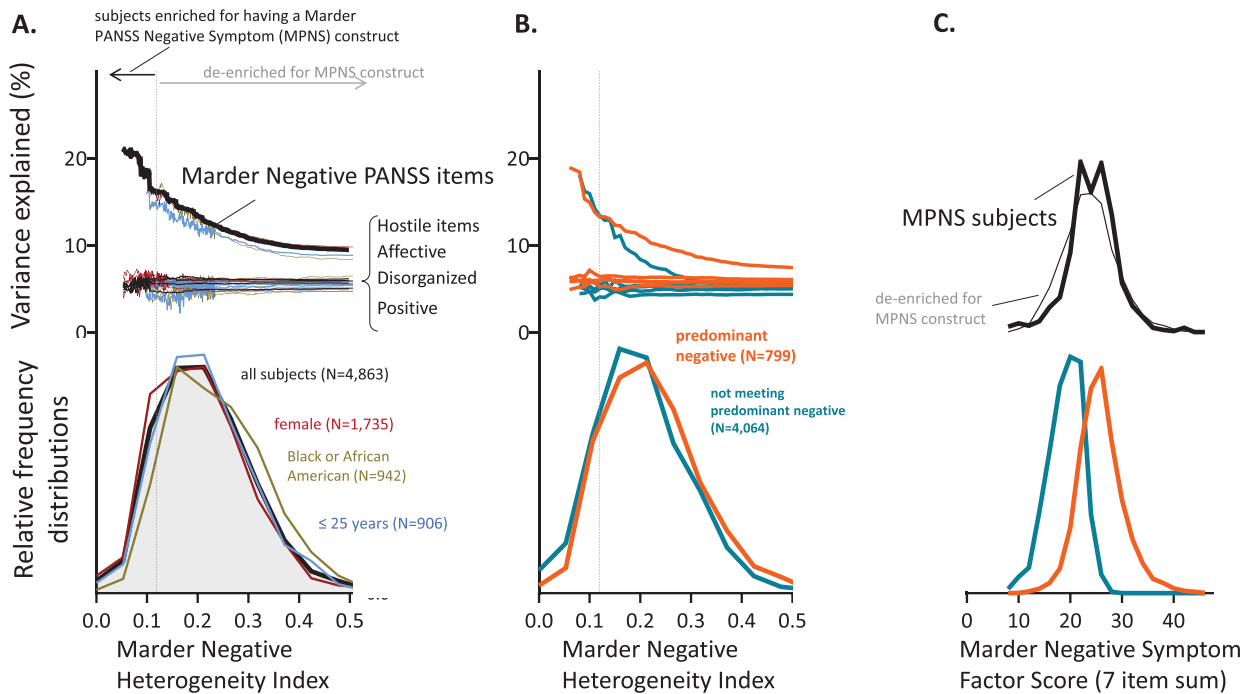 A.
subjects enriched for having a Marder
PANSS Negative Symptom (MPNS) construct
de-enriched for MPNS construct
Variance explained (%)
20
10
0
Marder Negative PANSS items
Hostile items
Affective
Disorganized
Positive
Relative frequency
distributions
all subjects (N=4,863)
female (N=1,735)
Black or African
American (N=942)
≤ 25 years (N=906)
0.0 0.1 0.2 0.3 0.4 0.5
Marder Negative
Heterogeneity Index
B.
20
10
0
predominant
negative (N=799)
not meeting
predominant negative
(N=4,064)
0.0 0.1 0.2 0.3 0.4 0.5
Marder Negative
Heterogeneity Index
C.
MPNS subjects
de-enriched for
MPNS construct
0 10 20 30 40
Marder Negative Symptom
Factor Score (7 item sum)